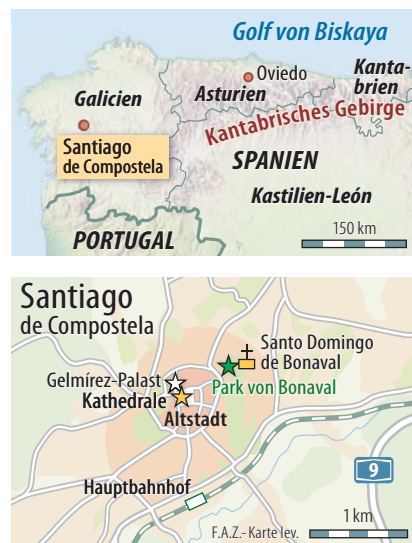 Golf von Biskaya
Oviedo
Kanta-
brien
Galicien
Asturien
Kantabrisches Gebirge
Santiago
de Compostela
SPANIEN
Kastilien-León
PORTUGAL
150 km
Santiago
de Compostela
Santo Domingo
de Bonaval
Gelmírez-Palast
Park von Bonaval
Kathedrale
Altstadt
9
Hauptbahnhof
F.A.Z.-Karte lev.
1 km